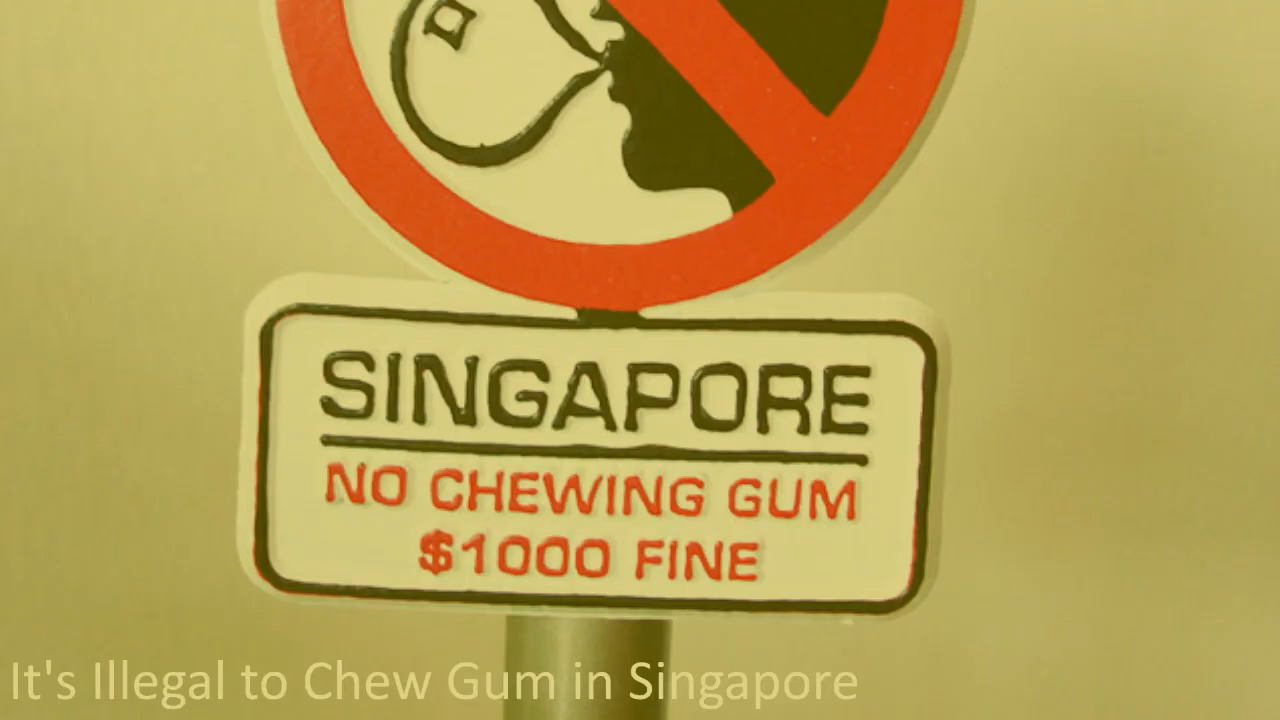 SINGAPORE
NO CHEWING GUM
$1000 FINE
It's Illegal to Chew Gum in Singapore